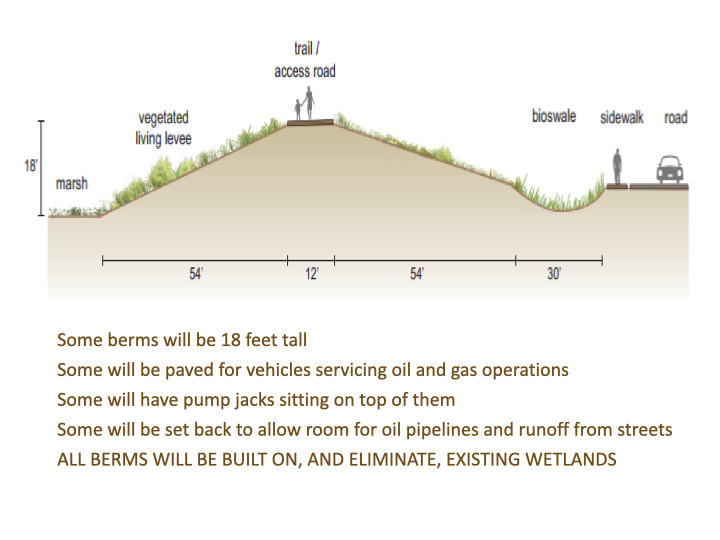 trail /
access road
vegetated
living levee
bioswale
sidewalk
road
18'
marsh
54'
12'
54'
30'
Some berms will be 18 feet tall
Some will be paved for vehicles servicing oil and gas operations
Some will have pump jacks sitting on top of them
Some will be set back to allow room for oil pipelines and runoff from streets
ALL BERMS WILL BE BUILT ON, AND ELIMINATE, EXISTING WETLANDS